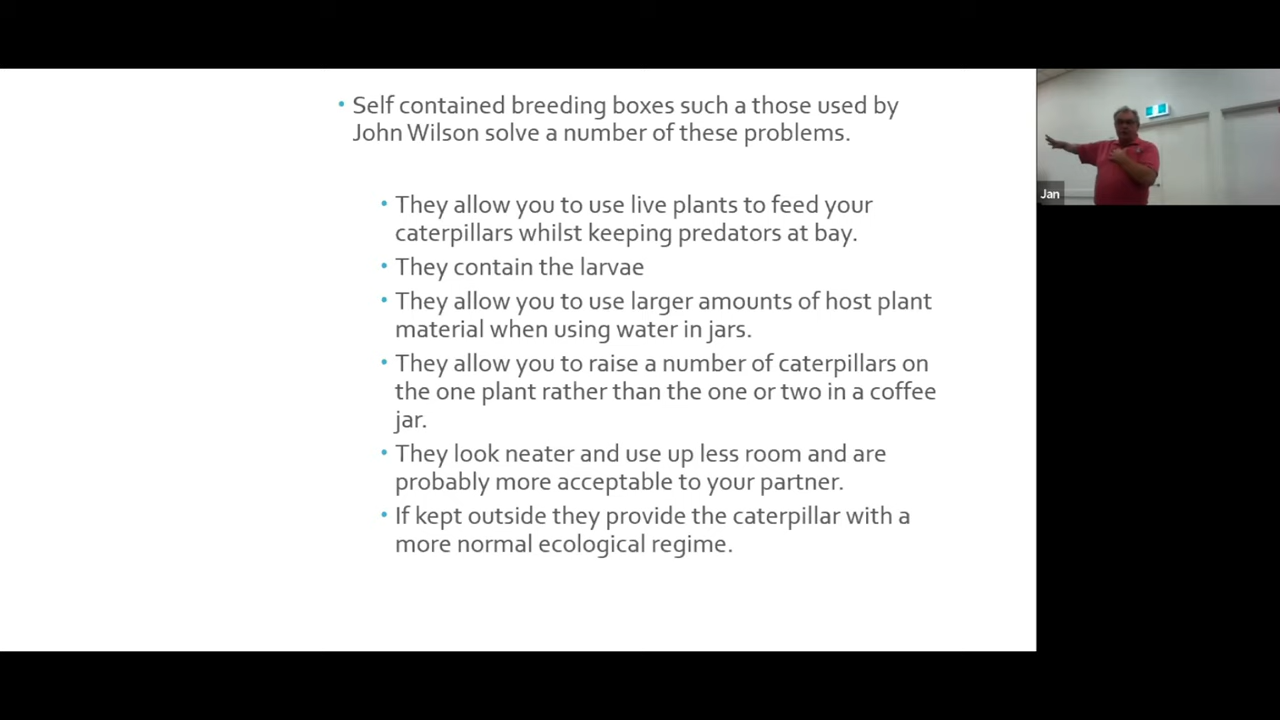 • Self contained breeding boxes such a those used by
John Wilson solve a number of these problems.
• They allow you to use live plants to feed your
caterpillars whilst keeping predators at bay.
• They contain the larvae
• They allow you to use larger amounts of host plant
material when using water in jars.
• They allow you to raise a number of caterpillars on
the one plant rather than the one or two in a coffee
jar.
• They look neater and use up less room and are
probably more acceptable to your partner.
• If kept outside they provide the caterpillar with a
more normal ecological regime.
Jan